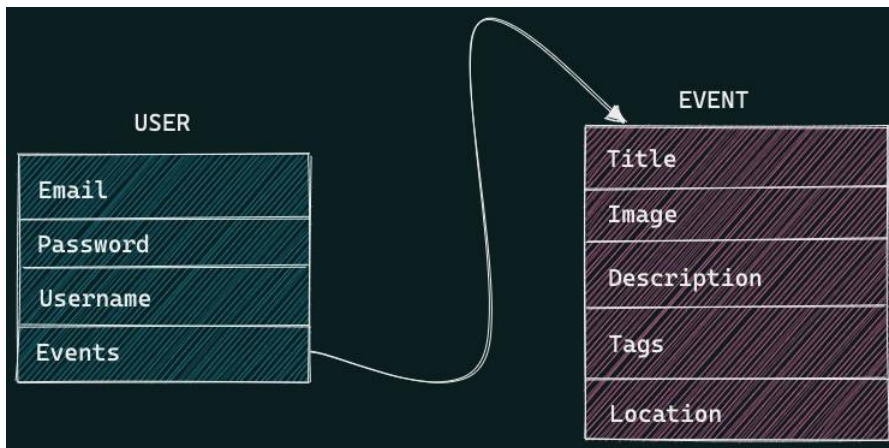 USER
Email
Password
Username
Events
EVENT
Title
Image
Description
Tags
Location